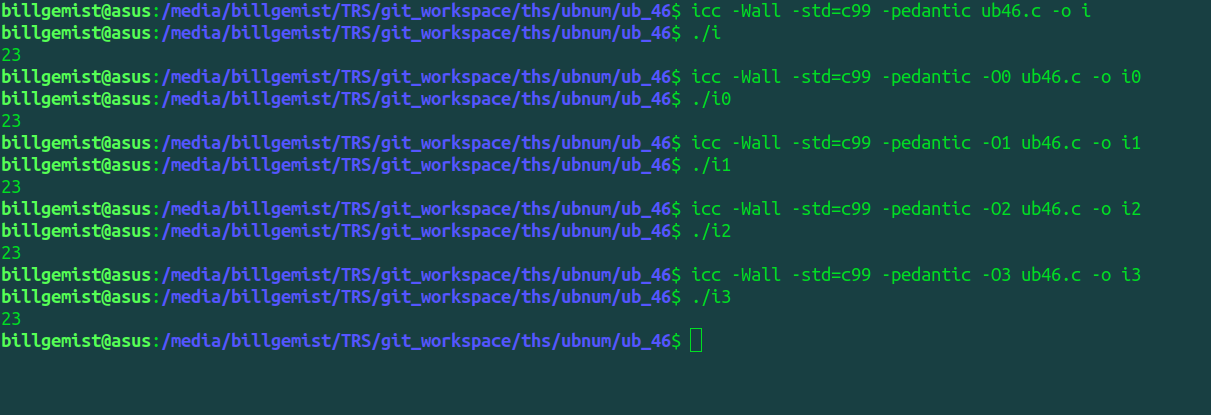 billgemist@asus:/media/billgemist/TRS/git_workspace/ths/ubnum/ub_46$ icc -Wall -std=c99 -pedantic ub46.c -o i
billgemist@asus:/media/billgemist/TRS/git_workspace/ths/ubnum/ub_46$ ./i
23
billgemist@asus:/media/billgemist/TRS/git_workspace/ths/ubnum/ub_46$ icc -Wall -std=c99 -pedantic -O0 ub46.c -o i0
billgemist@asus:/media/billgemist/TRS/git_workspace/ths/ubnum/ub_46$ ./i0
23
billgemist@asus:/media/billgemist/TRS/git_workspace/ths/ubnum/ub_46$ icc -Wall -std=c99 -pedantic -O1 ub46.c -o i1
billgemist@asus:/media/billgemist/TRS/git_workspace/ths/ubnum/ub_46$ ./i1
23
billgemist@asus:/media/billgemist/TRS/git_workspace/ths/ubnum/ub_46$ icc -Wall -std=c99 -pedantic -O2 ub46.c -o i2
billgemist@asus:/media/billgemist/TRS/git_workspace/ths/ubnum/ub_46$ ./i2
23
billgemist@asus:/media/billgemist/TRS/git_workspace/ths/ubnum/ub_46$ icc -Wall -std=c99 -pedantic -O3 ub46.c -o i3
billgemist@asus:/media/billgemist/TRS/git_workspace/ths/ubnum/ub_46$ ./i3
23
billgemist@asus:/media/billgemist/TRS/git_workspace/ths/ubnum/ub_46$